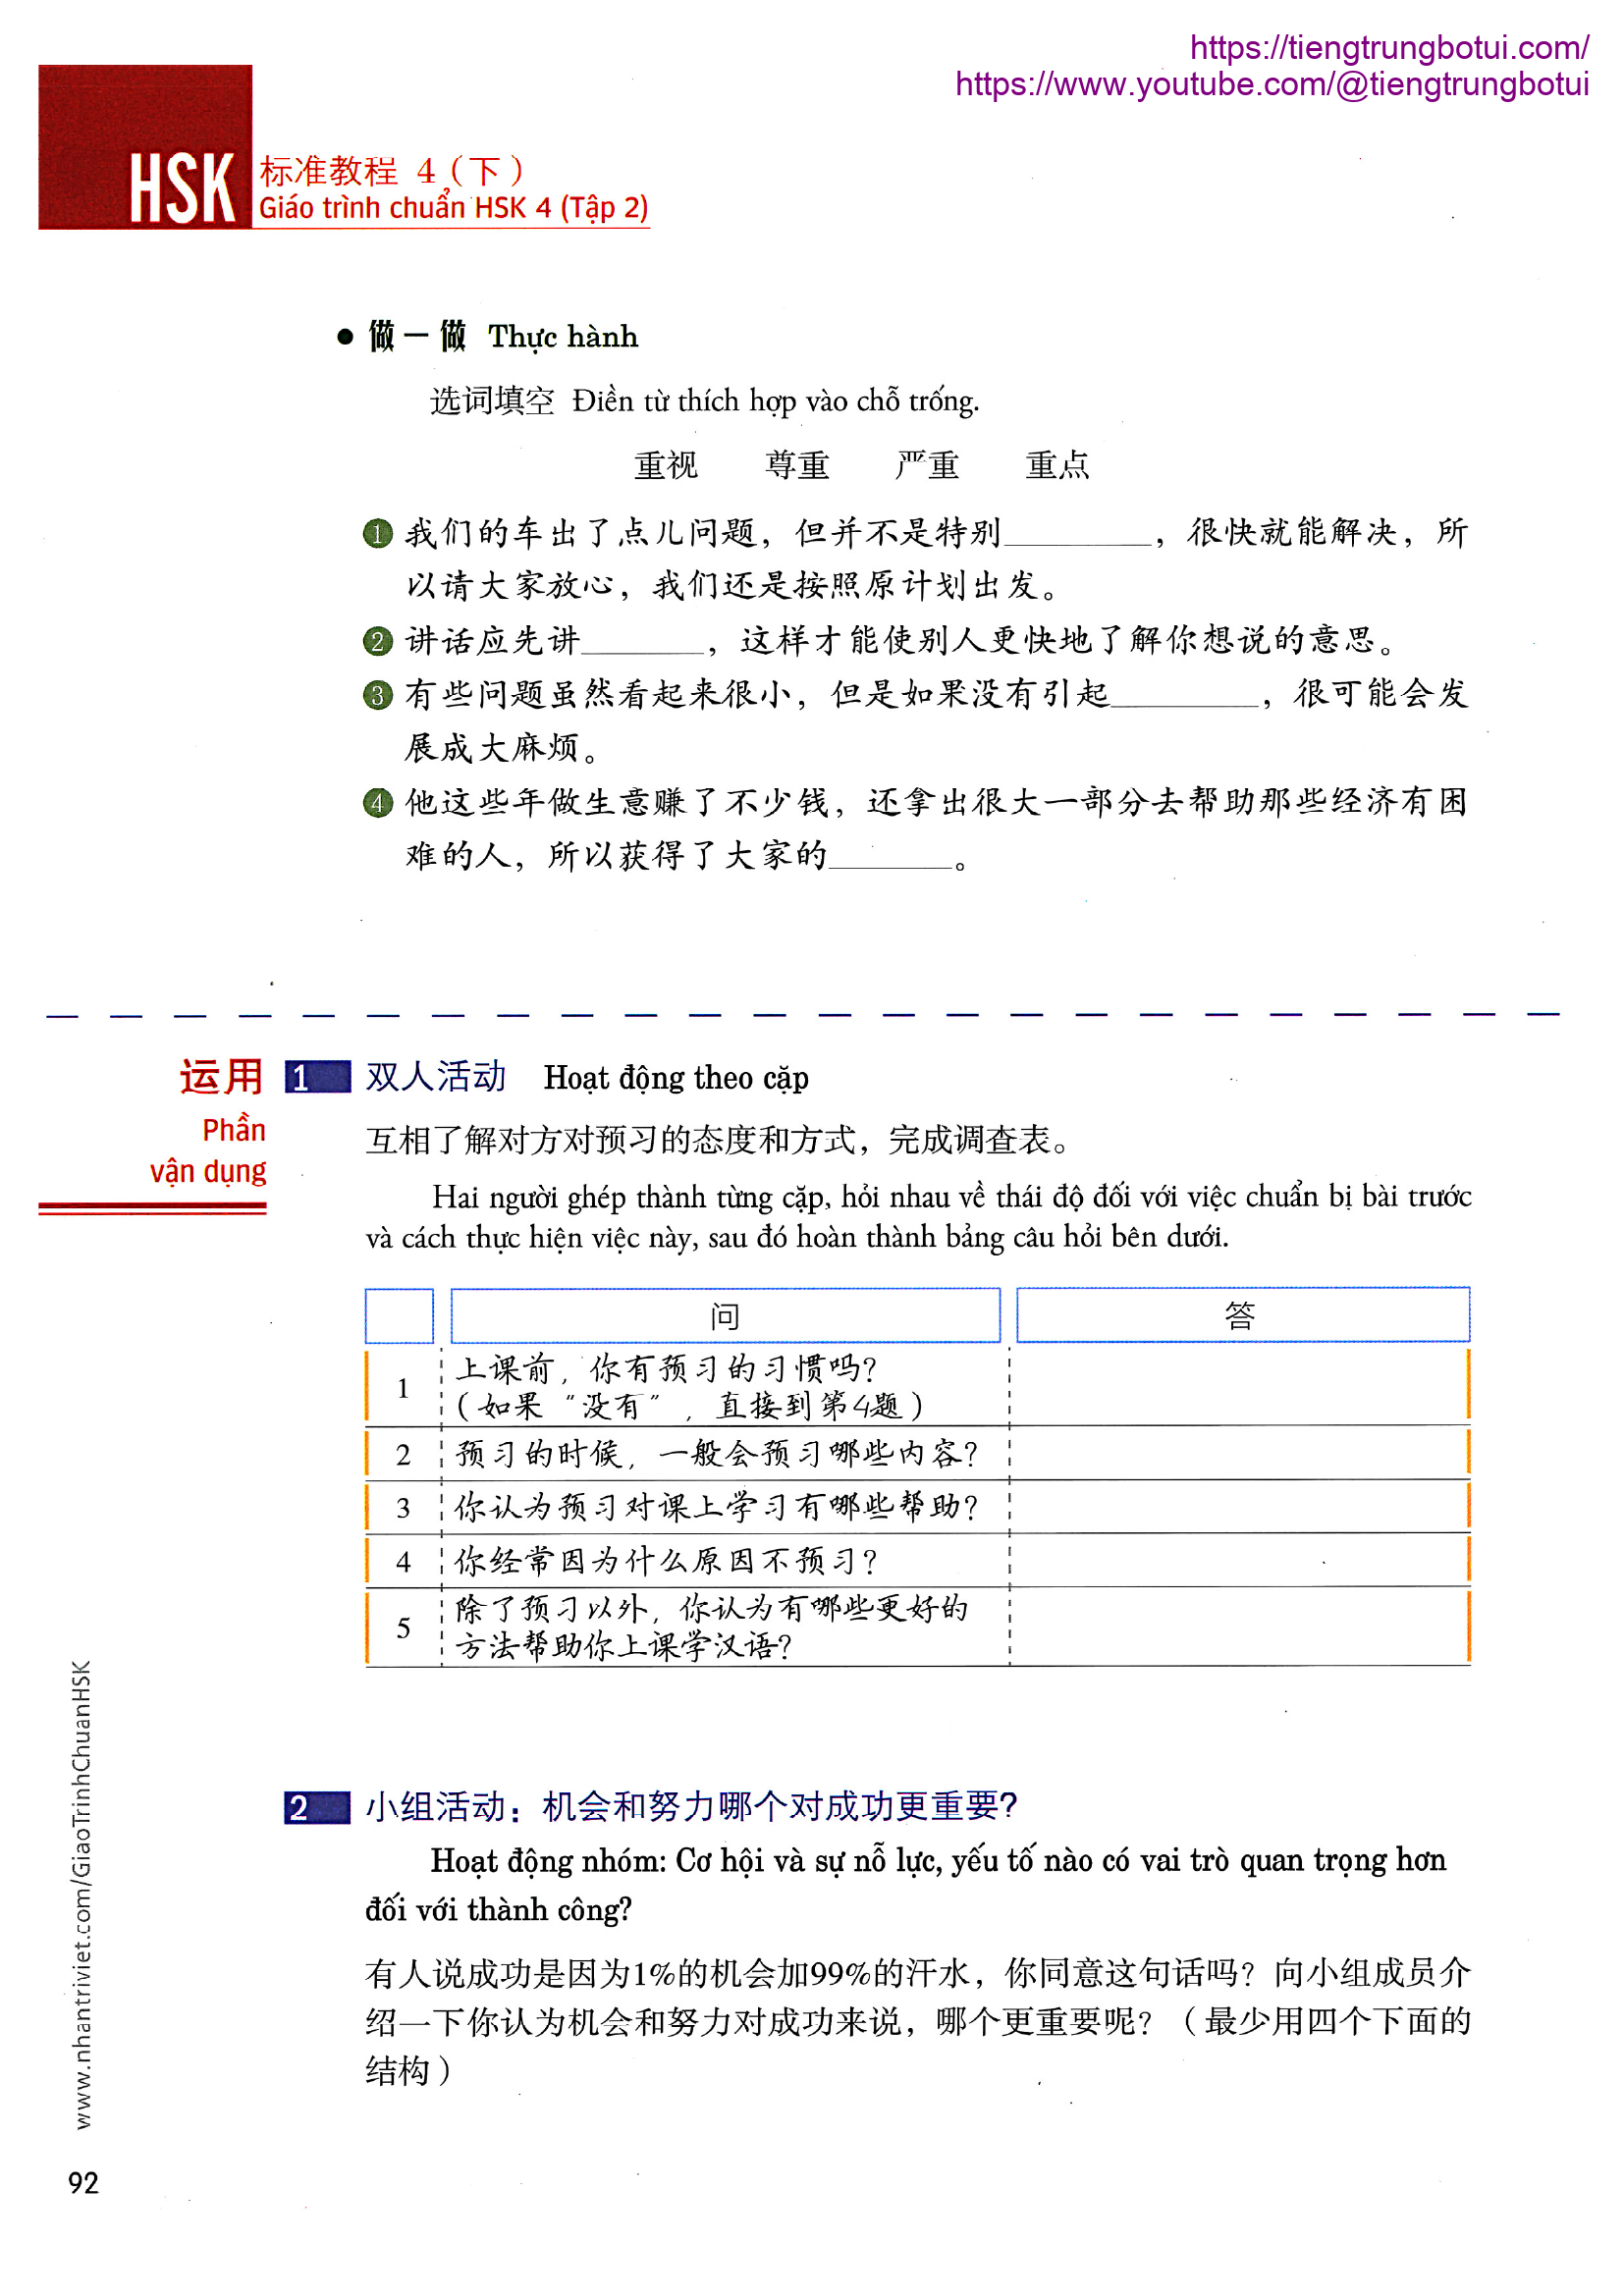 https://tiengtrungbotui.com/
https://www.youtube.com/@tiengtrungbotui
HSK 标准教程 4（下）
Giáo trình chuẩn HSK 4 (Tập 2)
● 做一做 Thực hành
选词填空 Điền từ thích hợp vào chỗ trống.
重视 尊重 严重 重点
1 我们的车出了点儿问题，但并不是特别________，很快就能解决，所
以请大家放心，我们还是按照原计划出发。
2 讲话应先讲_______，这样才能使别人更快地了解你想说的意思。
3 有些问题虽然看起来很小，但是如果没有引起________，很可能会发
展成大麻烦。
4 他这些年做生意赚了不少钱，还拿出很大一部分去帮助那些经济有困
难的人，所以获得了大家的_______。
运用
Phần
vận dụng
1 双人活动 Hoạt động theo cặp
互相了解对方对预习的态度和方式，完成调查表。
Hai người ghép thành từng cặp, hỏi nhau về thái độ đối với việc chuẩn bị bài trước
và cách thực hiện việc này, sau đó hoàn thành bảng câu hỏi bên dưới.
问 答
1 上课前，你有预习的习惯吗？
（如果“没有”，直接到第4题）
2 预习的时候，一般会预习哪些内容？
3 你认为预习对课上学习有哪些帮助？
4 你经常因为什么原因不预习？
5 除了预习以外，你认为有哪些更好的
方法帮助你上课学汉语？
2 小组活动：机会和努力哪个对成功更重要？
Hoạt động nhóm: Cơ hội và sự nỗ lực, yếu tố nào có vai trò quan trọng hơn
đối với thành công?
有人说成功是因为1%的机会加99%的汗水，你同意这句话吗？向小组成员介
绍一下你认为机会和努力对成功来说，哪个更重要呢？（最少用四个下面的
结构）
www.nhantriviet.com/GiaoTrinhChuanHSK
92